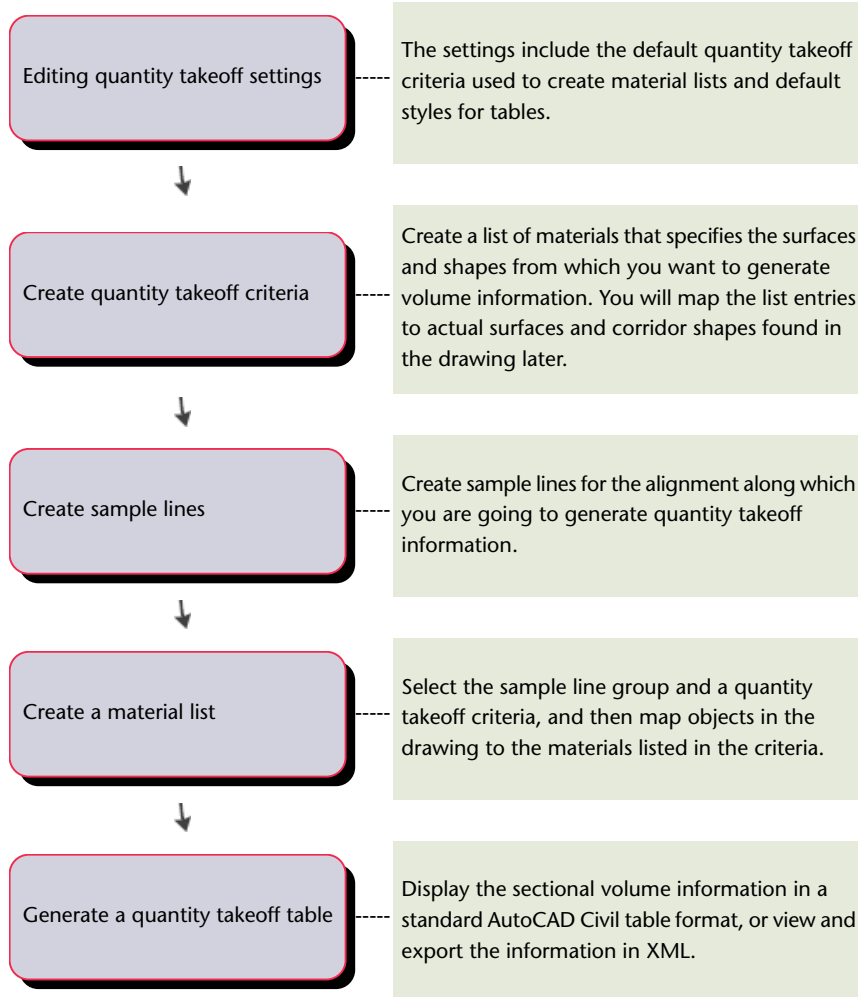 Editing quantity takeoff settings
The settings include the default quantity takeoff
criteria used to create material lists and default
styles for tables.
Create quantity takeoff criteria
Create a list of materials that specifies the surfaces
and shapes from which you want to generate
volume information. You will map the list entries
to actual surfaces and corridor shapes found in
the drawing later.
Create sample lines
Create sample lines for the alignment along which
you are going to generate quantity takeoff
information.
Create a material list
Select the sample line group and a quantity
takeoff criteria, and then map objects in the
drawing to the materials listed in the criteria.
Generate a quantity takeoff table
Display the sectional volume information in a
standard AutoCAD Civil table format, or view and
export the information in XML.